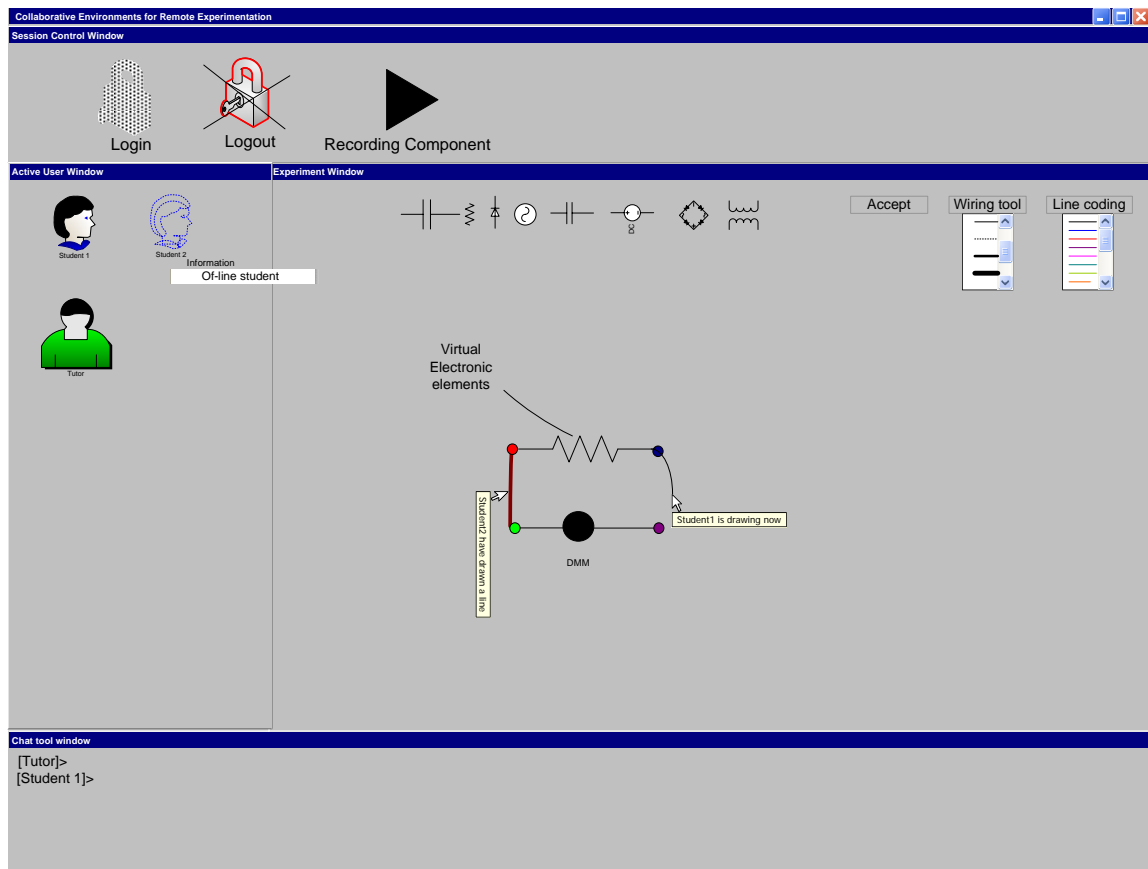 Collaborative Environments for Remote Experimentation
Session Control Window
Login
Logout
Recording Component
Active User Window
Student 1
Student 2
Information
Of-line student
Tutor
Experiment Window
DC
Accept
Wiring tool
Line coding
Virtual
Electronic
elements
Student2 have drawn a line
Student1 is drawing now
DMM
Chat tool window
[Tutor]>
[Student 1]>